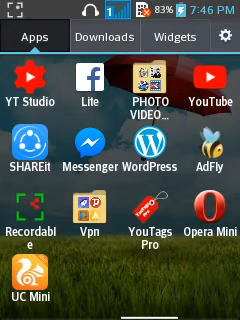 83% 7:46 PM
Apps Downloads Widgets
YT Studio Lite PHOTO VIDEO... YouTube
SHAREit Messenger WordPress AdFly
Recordable Vpn YouTags Pro Opera Mini
UC Mini